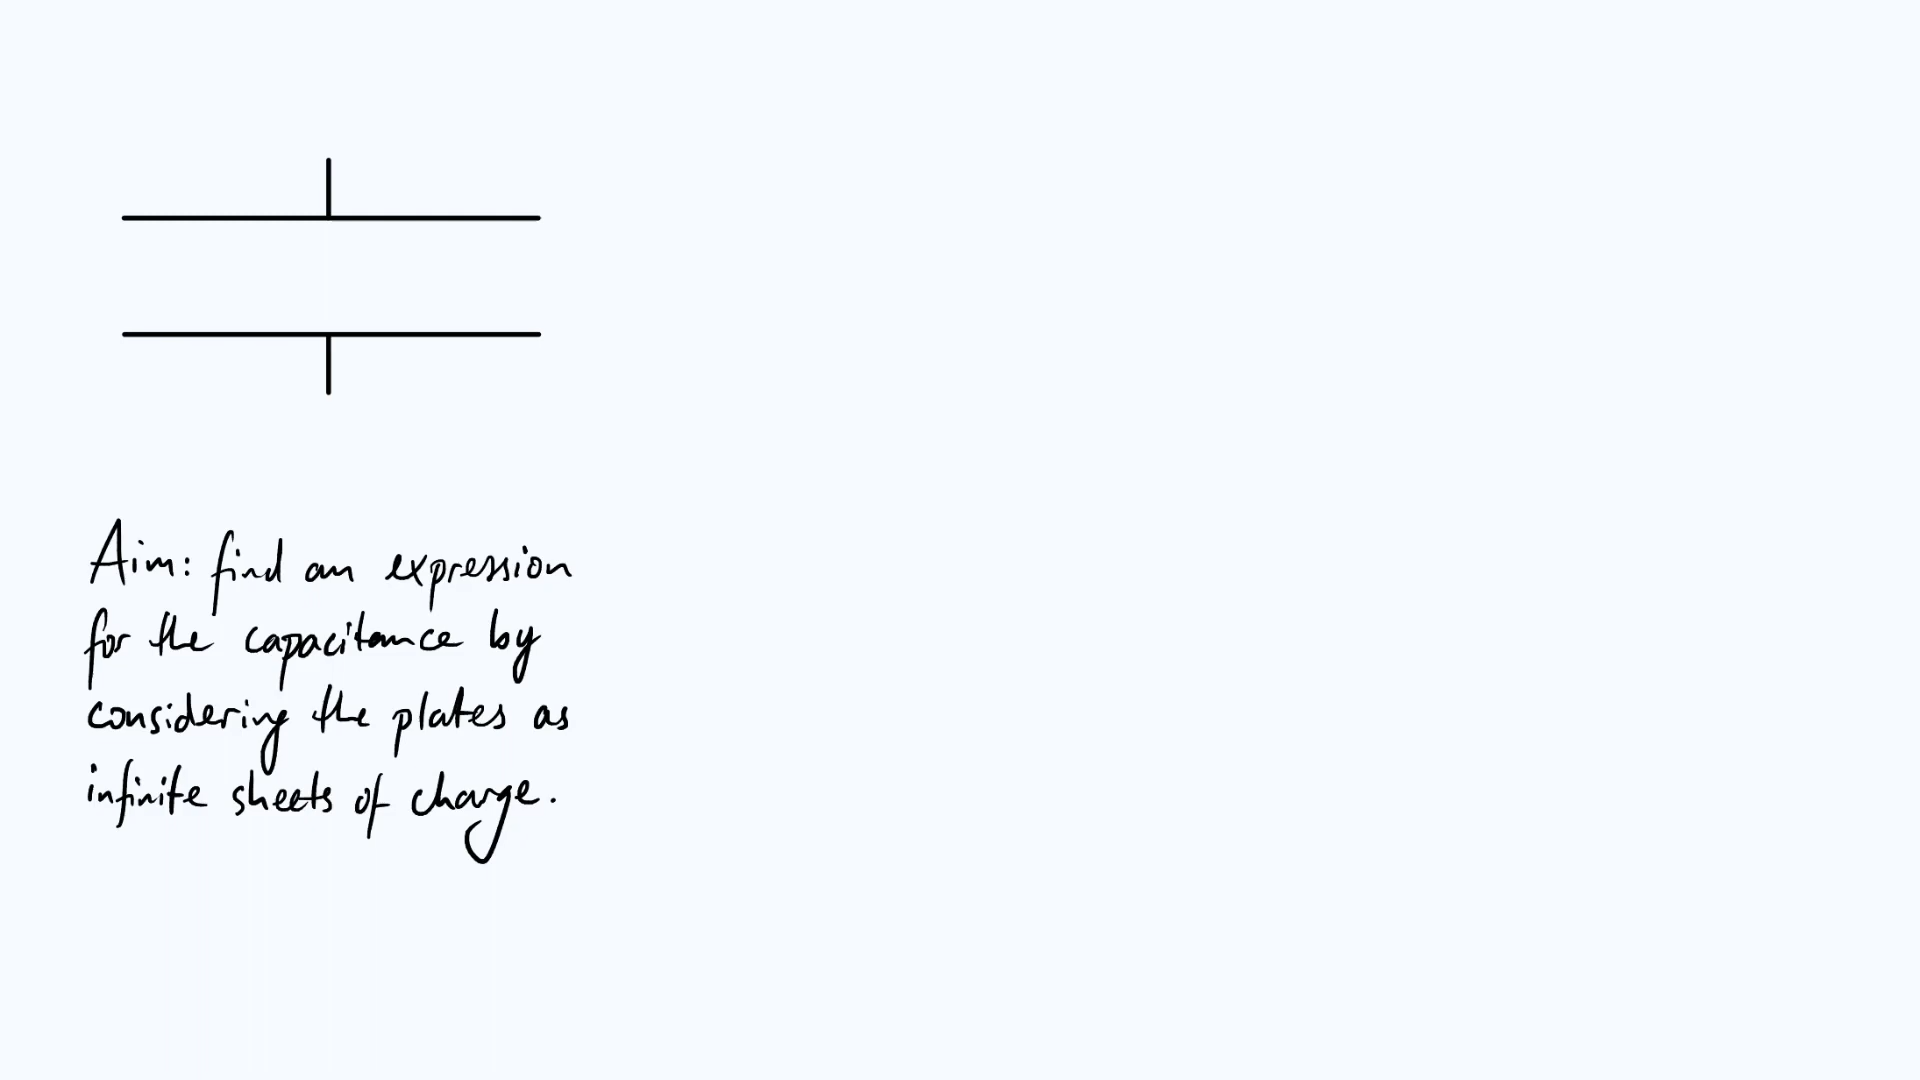 Aim: find an expression
for the capacitance by
considering the plates as
infinite sheets of charge.